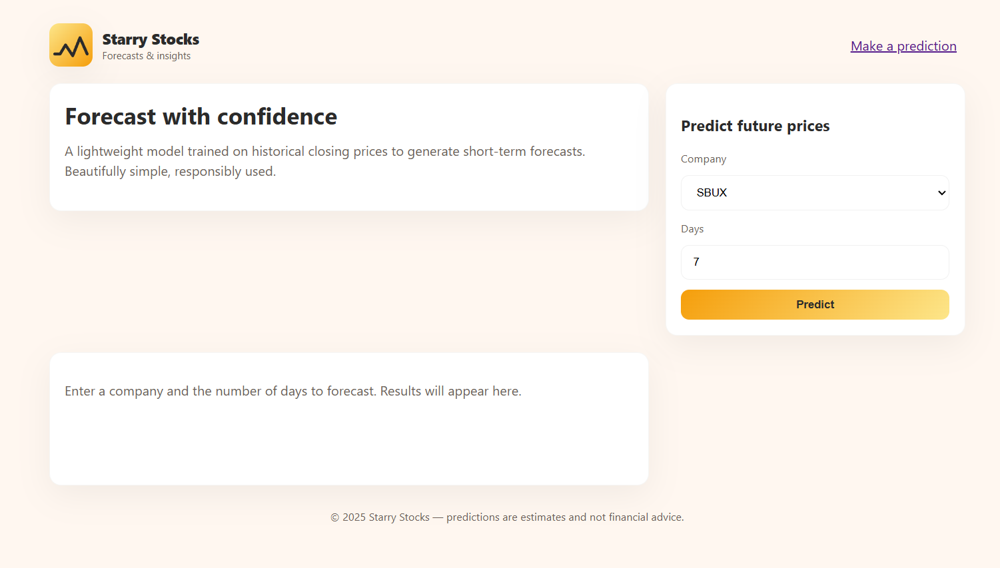 Starry Stocks
Forecasts & insights
Make a prediction
Forecast with confidence
A lightweight model trained on historical closing prices to generate short-term forecasts.
Beautifully simple, responsibly used.
Predict future prices
Company
SBUX
Days
7
Predict
Enter a company and the number of days to forecast. Results will appear here.
© 2025 Starry Stocks — predictions are estimates and not financial advice.